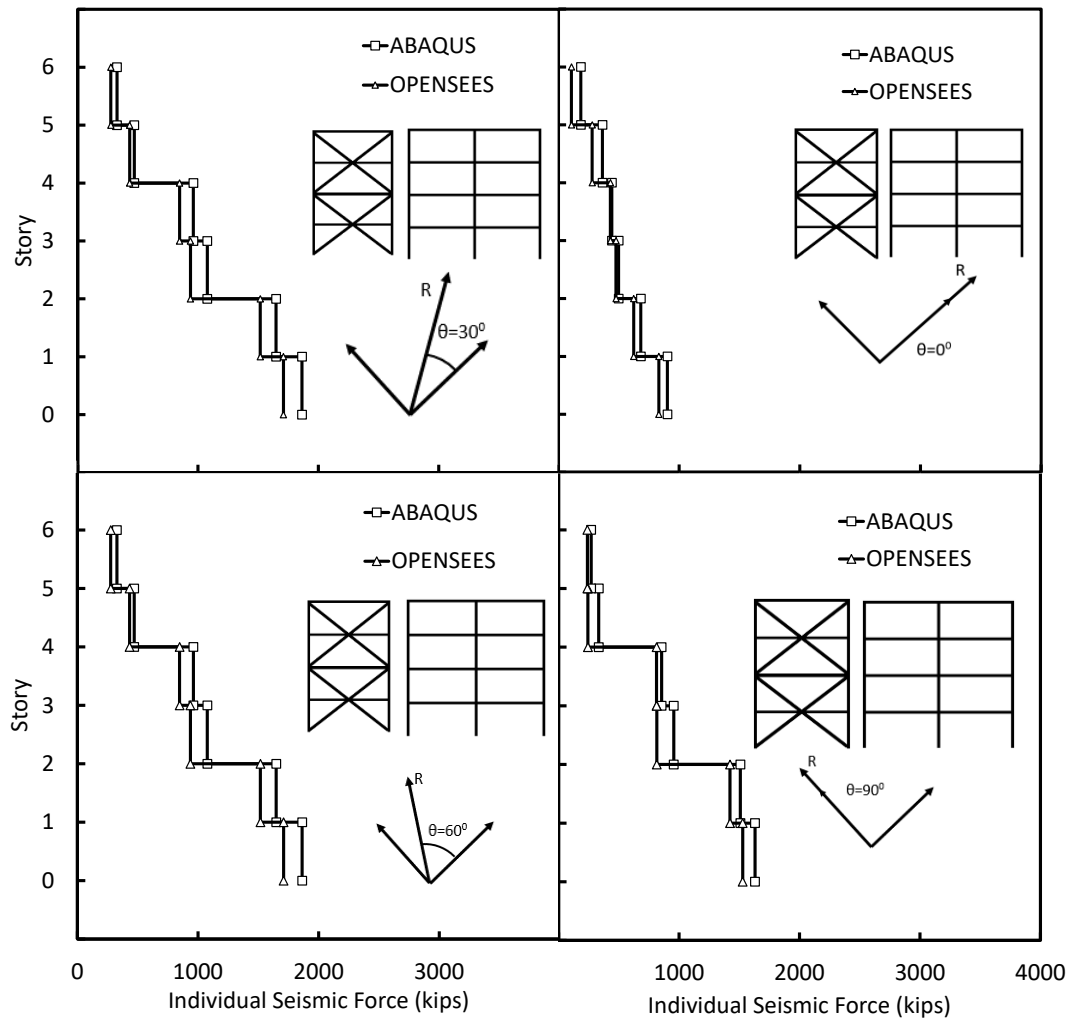 ABAQUS
OPENSEES
6
5
4
3
2
1
0
Story
R
θ=30⁰
ABAQUS
OPENSEES
R
θ=0⁰
ABAQUS
OPENSEES
6
5
4
3
2
1
0
Story
R
θ=60⁰
0 1000 2000 3000
Individual Seismic Force (kips)
ABAQUS
OPENSEES
R
θ=90⁰
1000 2000 3000 4000
Individual Seismic Force (kips)